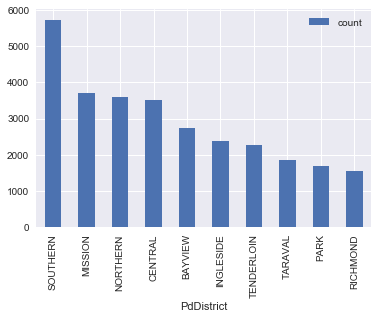 6000
5000
4000
3000
2000
1000
0
count
SOUTHERN
MISSION
NORTHERN
CENTRAL
BAYVIEW
INGLESIDE
TENDERLOIN
TARAVAL
PARK
RICHMOND
PdDistrict